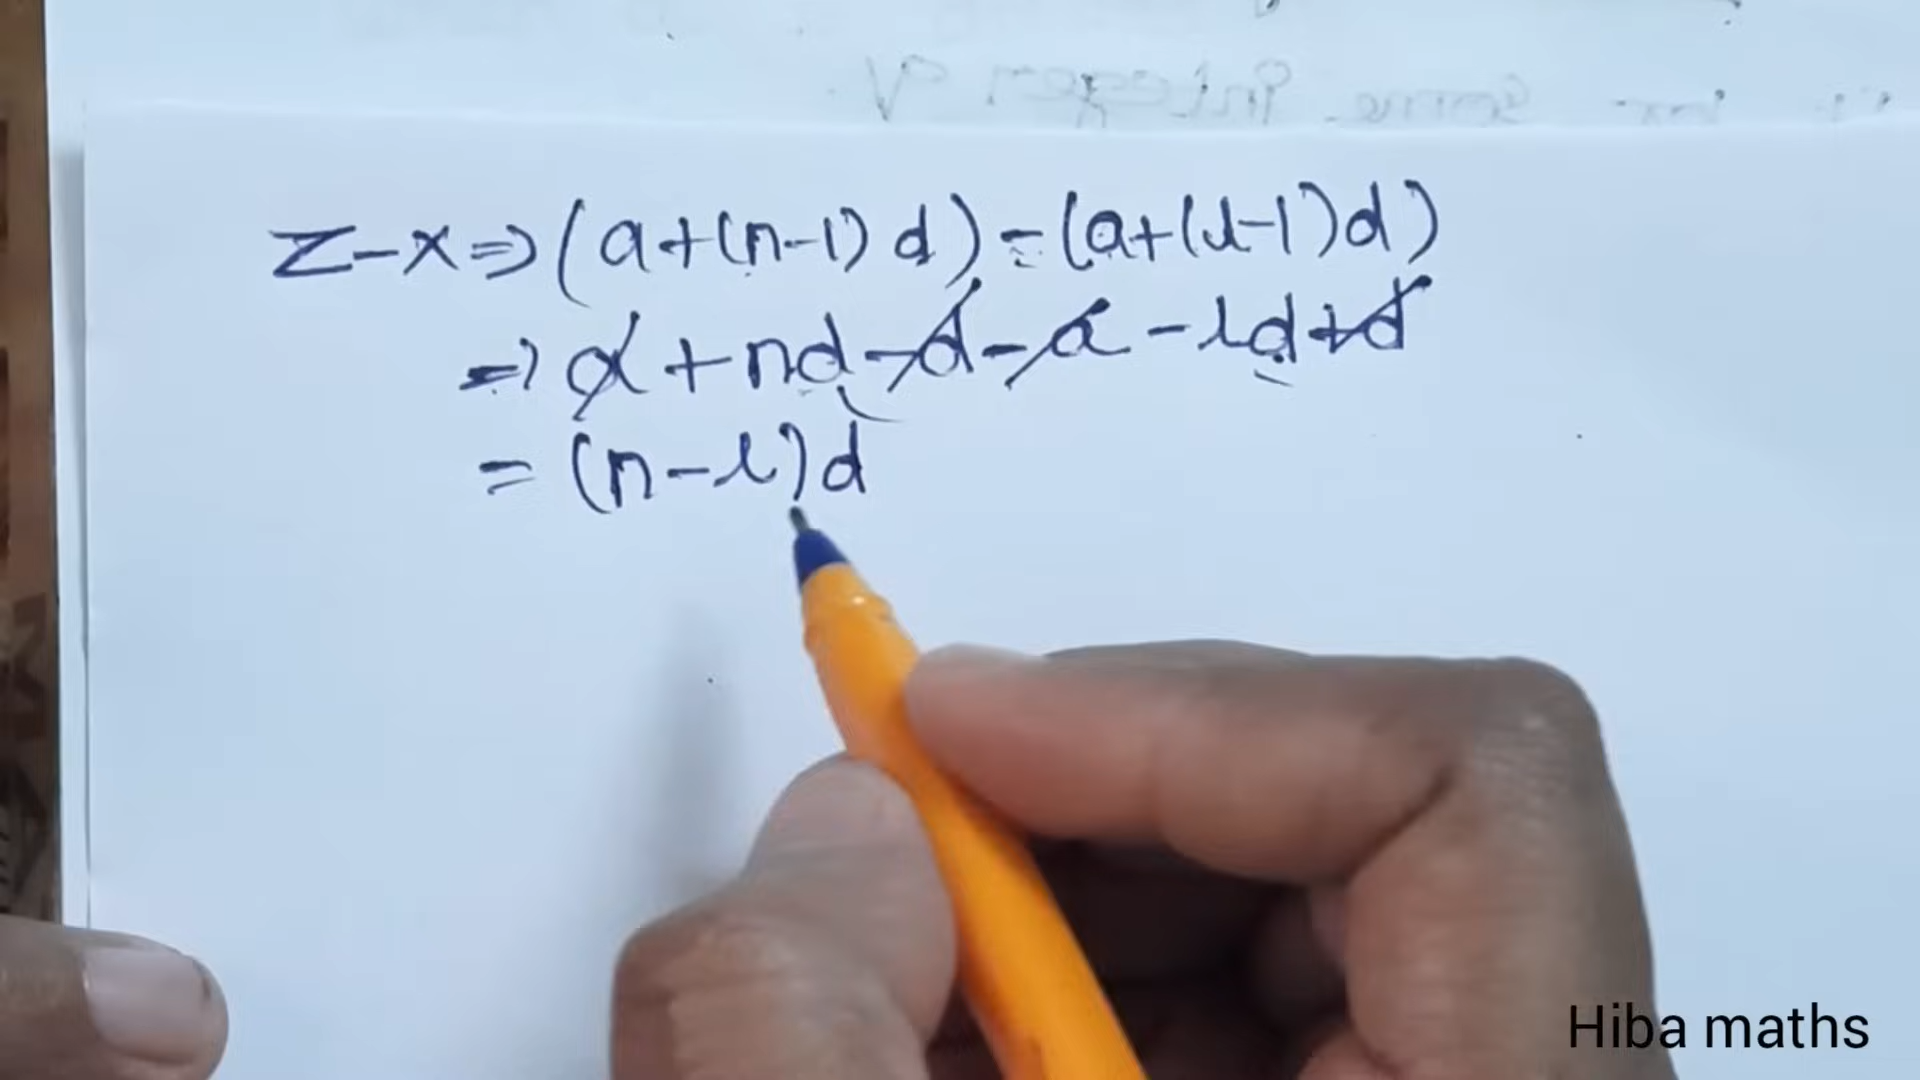 z-x⇒(a+(n-1)d)-(a+(l-1)d)
⇒a+nd-d-a-ld+d
=(n-l)d
Hiba maths